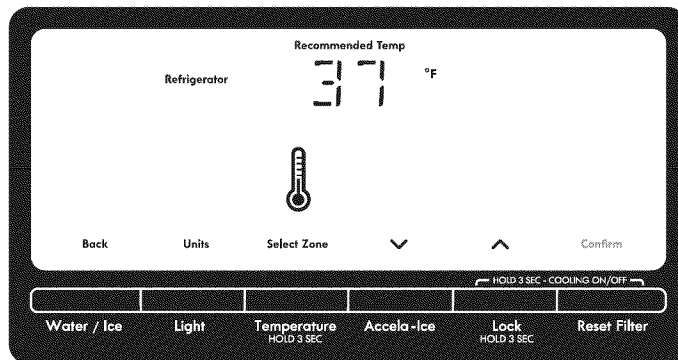 Recommended Temp
Refrigerator 37 °F
Back Units Select Zone Confirm
HOLD 3 SEC - COOLING ON/OFF
Water / Ice Light Temperature Accela-Ice Lock Reset Filter
HOLD 3 SEC HOLD 3 SEC